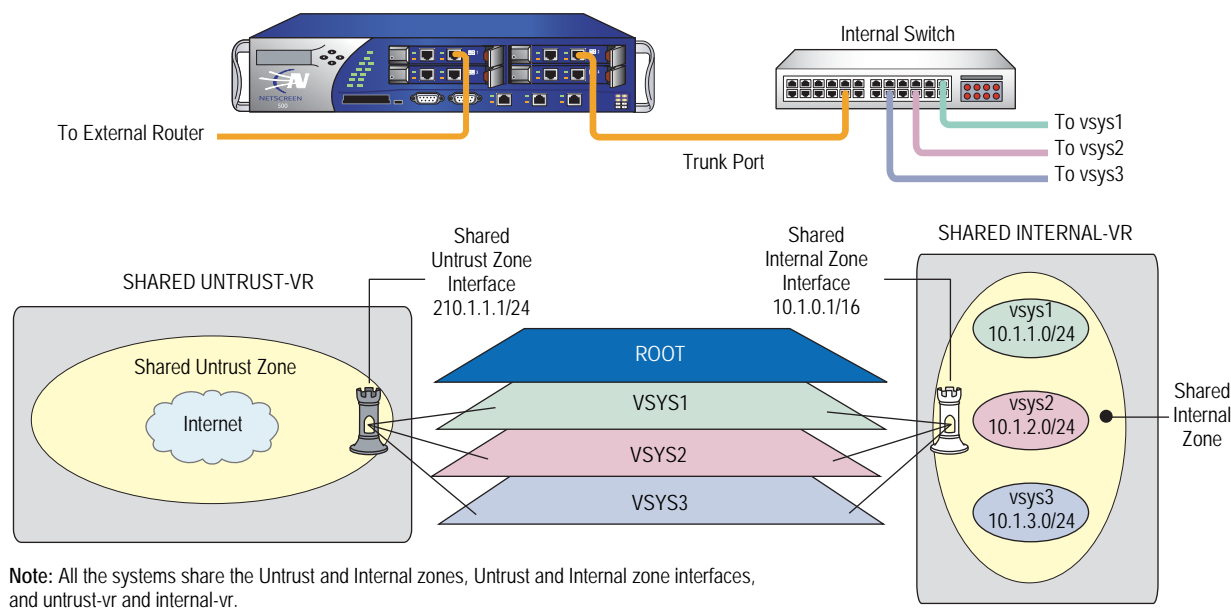 Internal Switch
NETSCREEN
500
To External Router
Trunk Port
To vsys1
To vsys2
To vsys3
Shared
Untrust Zone
Interface
210.1.1.1/24
Shared
Internal Zone
Interface
10.1.0.1/16
SHARED UNTRUST-VR
SHARED INTERNAL-VR
Shared Untrust Zone
Internet
ROOT
VSYS1
VSYS2
VSYS3
vsys1
10.1.1.0/24
vsys2
10.1.2.0/24
vsys3
10.1.3.0/24
Shared
Internal
Zone
Note: All the systems share the Untrust and Internal zones, Untrust and Internal zone interfaces,
and untrust-vr and internal-vr.